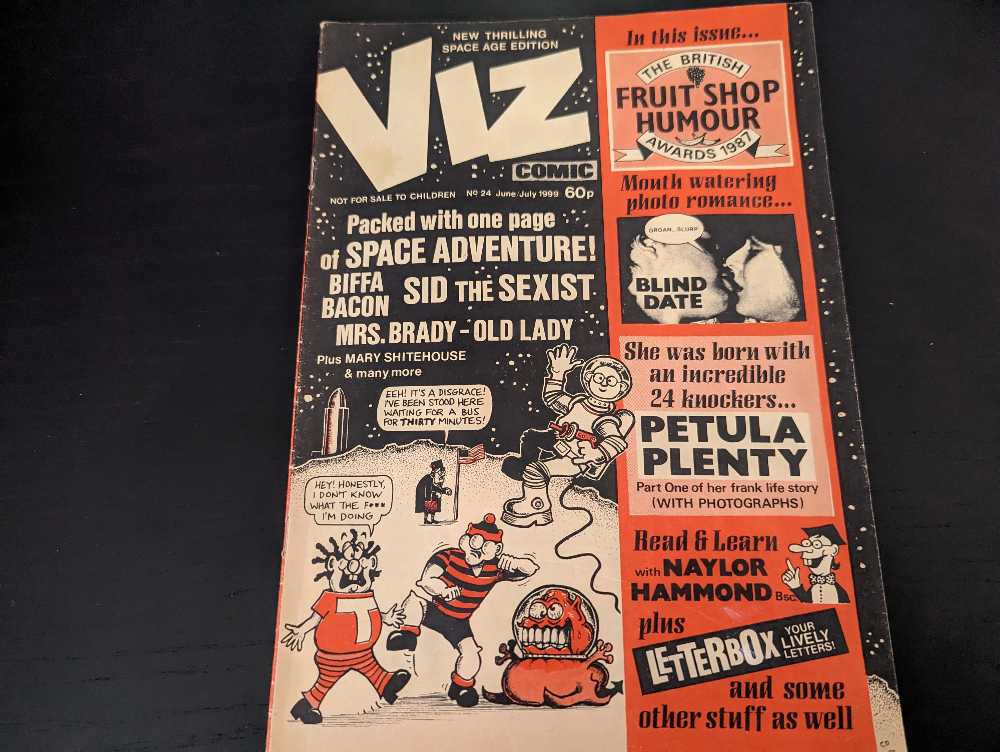 NEW THRILLING
SPACE AGE EDITION
VIZ
COMIC
NOT FOR SALE TO CHILDREN Nº 24 June/July 1999 60p
Packed with one page
of SPACE ADVENTURE!
BIFFA
BACON
SID THE SEXIST
MRS. BRADY - OLD LADY
Plus MARY SHITEHOUSE
& many more
EEH! IT'S A DISGRACE!
I'VE BEEN STOOD HERE
WAITING FOR A BUS
FOR THIRTY MINUTES!
HEY! HONESTLY,
I DON'T KNOW
WHAT THE F***
I'M DOING
T
In this issue...
THE BRITISH
FRUIT SHOP
HUMOUR
AWARDS 1987
Mouth watering
photo romance...
GROAN.. SLURP
BLIND
DATE
She was born with
an incredible
24 knockers...
PETULA
PLENTY
Part One of her frank life story
(WITH PHOTOGRAPHS)
Read & Learn
with NAYLOR
HAMMOND BSc.
plus
LETTERBOX YOUR
LIVELY
LETTERS!
and some
other stuff as well